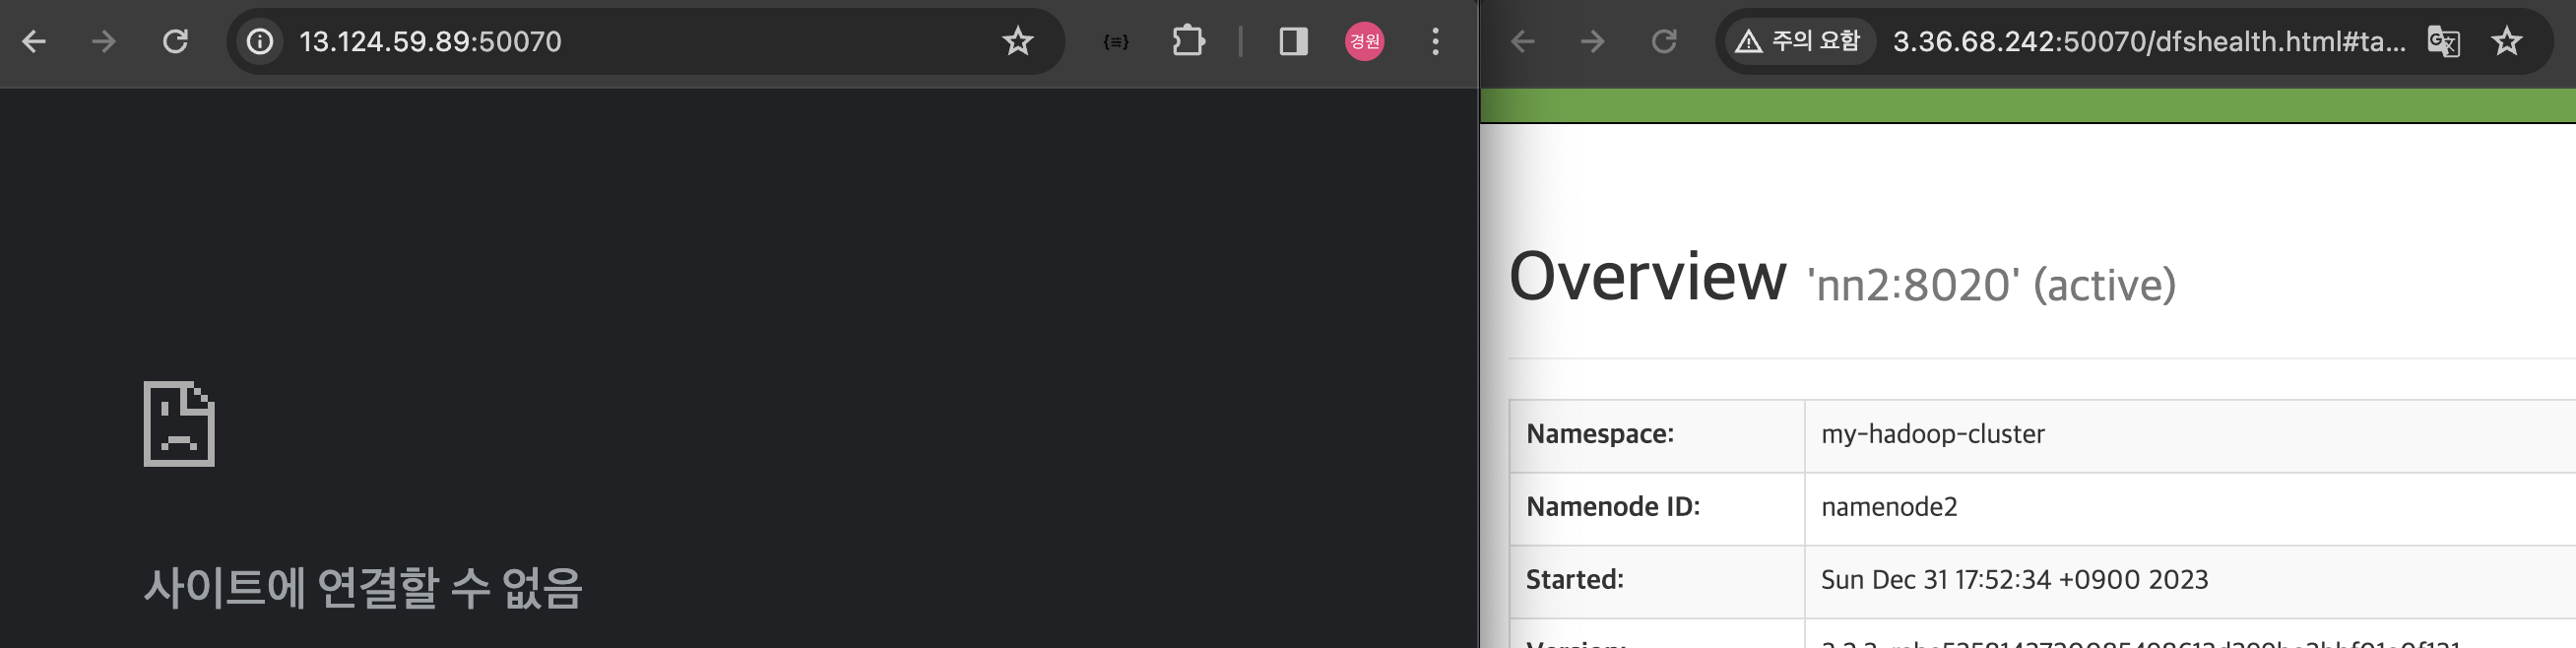 13.124.59.89:50070
{≡}
경원
사이트에 연결할 수 없음
주의 요함
3.36.68.242:50070/dfshealth.html#ta...
Overview 'nn2:8020' (active)
Namespace: my-hadoop-cluster
Namenode ID: namenode2
Started: Sun Dec 31 17:52:34 +0900 2023